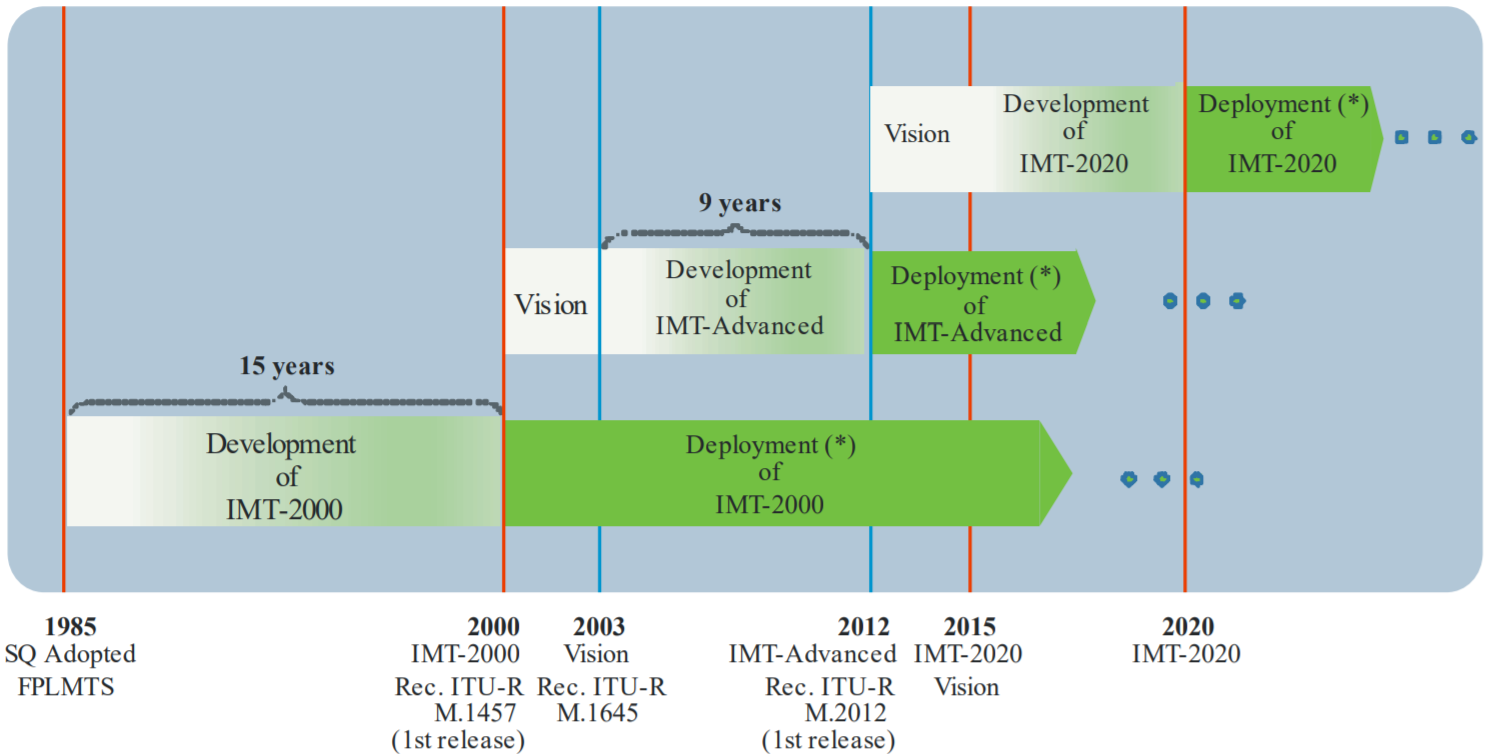 Vision
Development
of
IMT-2020
Deployment (*)
of
IMT-2020
9 years
Vision
Development
of
IMT-Advanced
Deployment (*)
of
IMT-Advanced
15 years
Development
of
IMT-2000
Deployment (*)
of
IMT-2000
1985
SQ Adopted
FPLMTS
2000
IMT-2000
Rec. ITU-R
M.1457
(1st release)
2003
Vision
Rec. ITU-R
M.1645
2012
IMT-Advanced
Rec. ITU-R
M.2012
(1st release)
2015
IMT-2020
Vision
2020
IMT-2020